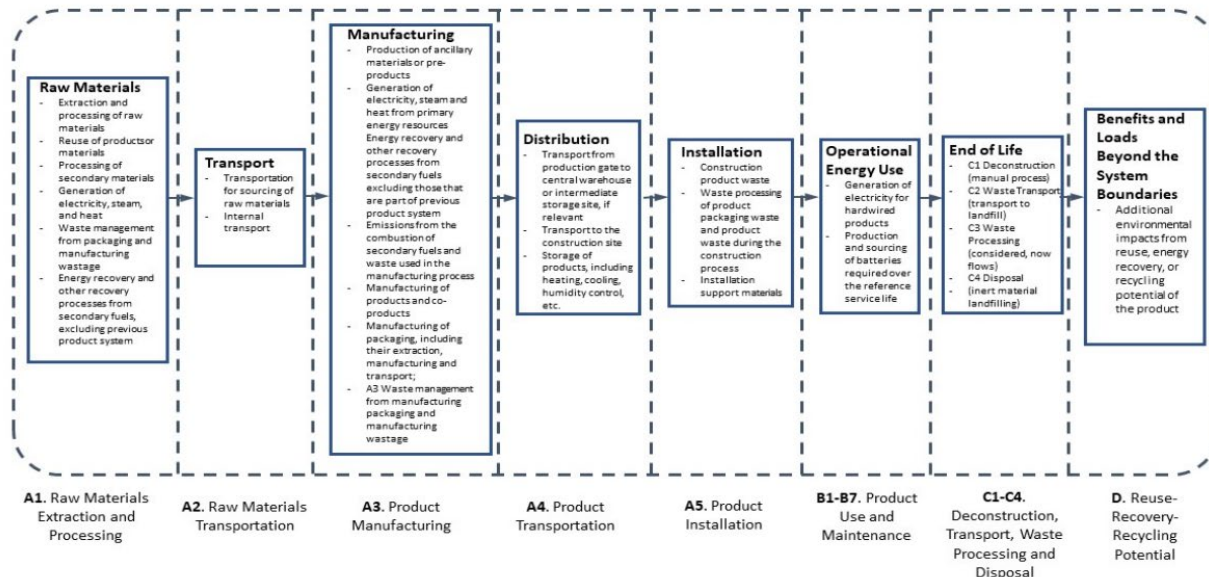 Raw Materials
- Extraction and
processing of raw
materials
- Reuse of productsor
materials
- Processing of
secondary materials
- Generation of
electricity, steam,
and heat
- Waste management
from packaging and
manufacturing
wastage
- Energy recovery and
other recovery
processes from
secondary fuels,
excluding previous
product system
Transport
- Transportation
for sourcing of
raw materials
- Internal
transport
Manufacturing
- Production of ancillary
materials or pre-
products
- Generation of
electricity, steam and
heat from primary
energy resources
Energy recovery and
other recovery
processes from
secondary fuels
excluding those that
are part of previous
product system
- Emissions from the
combustion of
secondary fuels and
waste used in the
manufacturing process
- Manufacturing of
products and co-
products
- Manufacturing of
packaging, including
their extraction,
manufacturing and
transport;
- A3 Waste management
from manufacturing
packaging and
manufacturing
wastage
Distribution
- Transport from
production gate to
central warehouse
or intermediate
storage site, if
relevant
- Transport to the
construction site
- Storage of
products, including
heating, cooling,
humidity control,
etc.
Installation
- Construction
product waste
- Waste processing
of product
packaging waste
and product
waste during the
construction
process
- Installation
support materials
Operational
Energy Use
- Generation of
electricity for
hardwired
products
- Production
and sourcing
of batteries
required over
the reference
service life
End of Life
- C1 Deconstruction
(manual process)
- C2 Waste Transport
(transport to
landfill)
- C3 Waste
Processing
(considered, now
flows)
- C4 Disposal
- (inert material
landfilling)
Benefits and
Loads
Beyond the
System
Boundaries
- Additional
environmental
impacts from
reuse, energy
recovery, or
recycling
potential of
the product
A1. Raw Materials
Extraction and
Processing
A2. Raw Materials
Transportation
A3. Product
Manufacturing
A4. Product
Transportation
A5. Product
Installation
B1-B7. Product
Use and
Maintenance
C1-C4.
Deconstruction,
Transport, Waste
Processing and
Disposal
D. Reuse-
Recovery-
Recycling
Potential